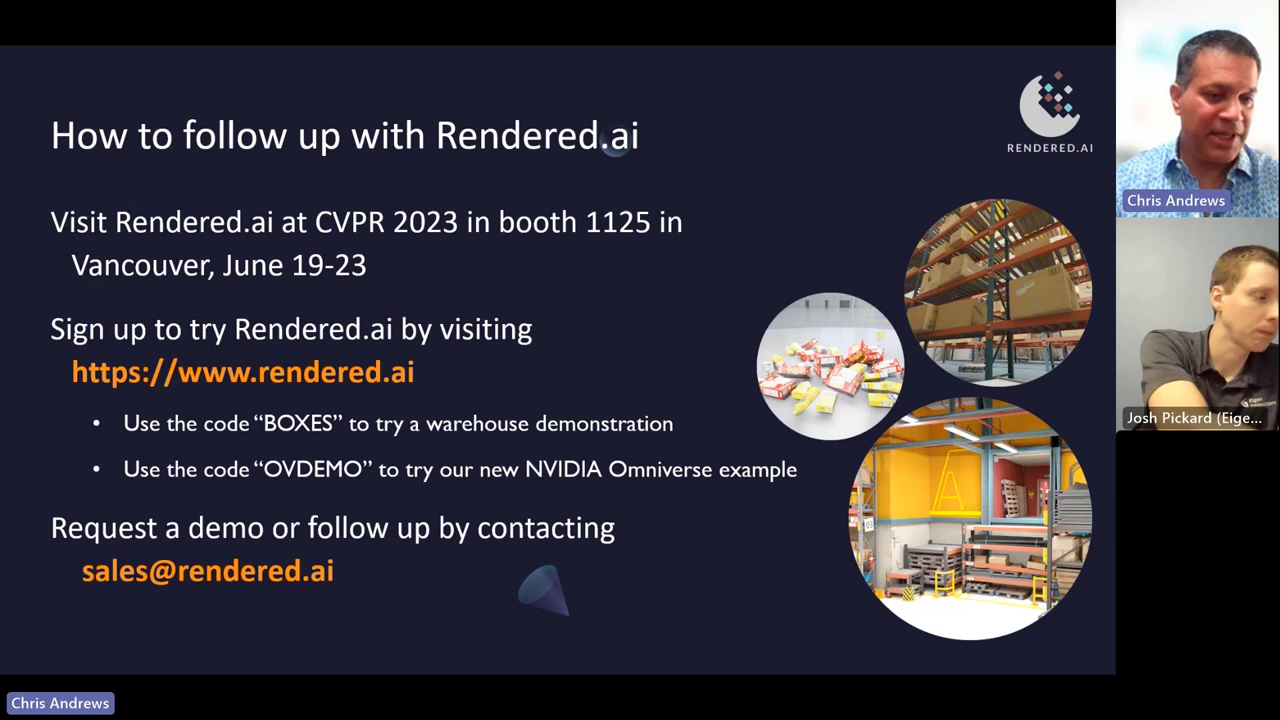 How to follow up with Rendered.ai
RENDERED.AI
Visit Rendered.ai at CVPR 2023 in booth 1125 in
Vancouver, June 19-23
Sign up to try Rendered.ai by visiting
https://www.rendered.ai
• Use the code “BOXES” to try a warehouse demonstration
• Use the code “OVDEMO” to try our new NVIDIA Omniverse example
Request a demo or follow up by contacting
sales@rendered.ai
A
Chris Andrews
Eigen
Josh Pickard (Eige...
Chris Andrews